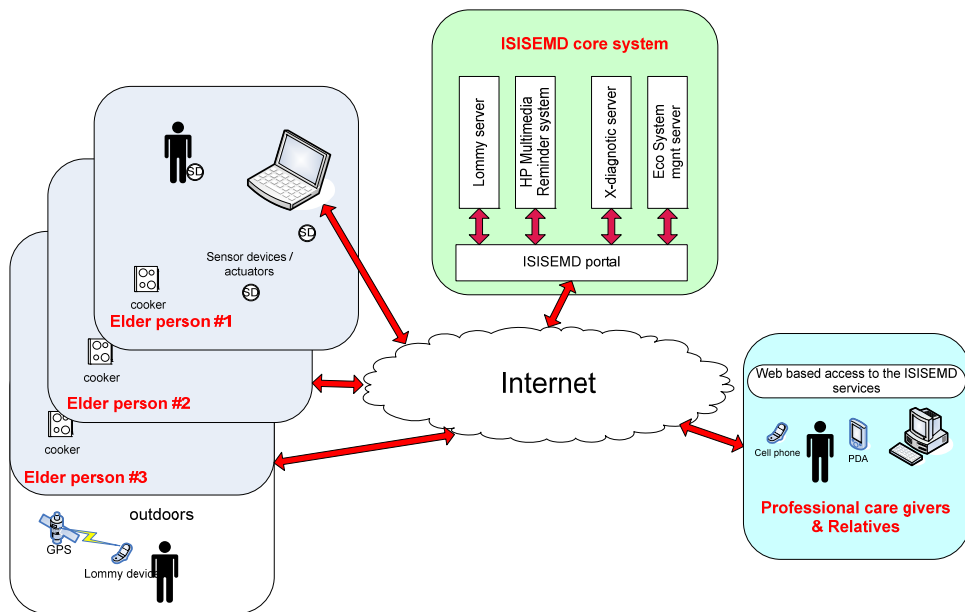 ISISEMD core system
Lommy server
HP Multimedia
Reminder system
X-diagnostic server
Eco System
mgnt server
ISISEMD portal
SD
SD
Sensor devices /
actuators
SD
cooker
Elder person #1
cooker
Elder person #2
cooker
Elder person #3
outdoors
GPS
Lommy device
Internet
Web based access to the ISISEMD
services
Cell phone
PDA
Professional care givers
& Relatives